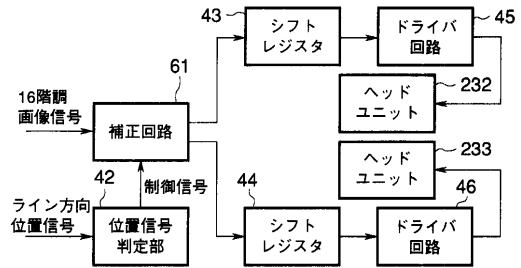 43
シフト
レジスタ
45
ドライバ
回路
61
16階調
画像信号
補正回路
232
ヘッド
ユニット
制御信号
233
ヘッド
ユニット
42
ライン方向
位置信号
位置信号
判定部
44
シフト
レジスタ
46
ドライバ
回路